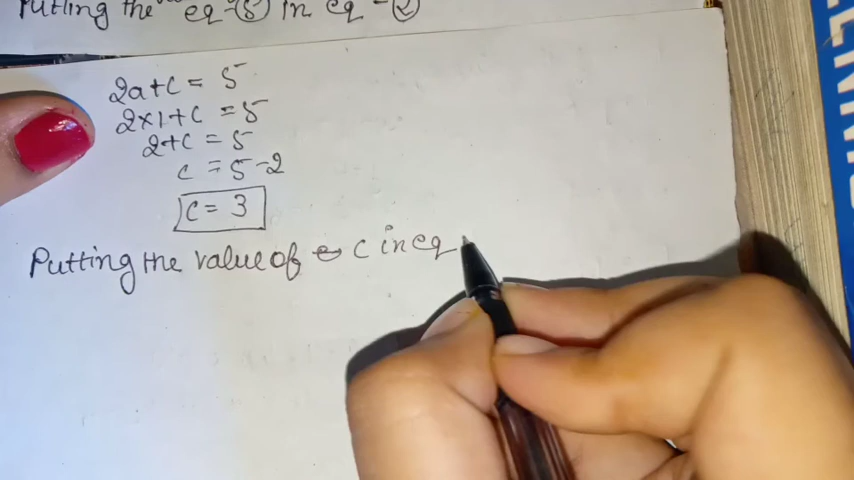 Putting the eq-⑤ in eq-②
2a+c = 5
2×1+c = 5
2+c = 5
c = 5-2
c = 3
Putting the value of c in eq